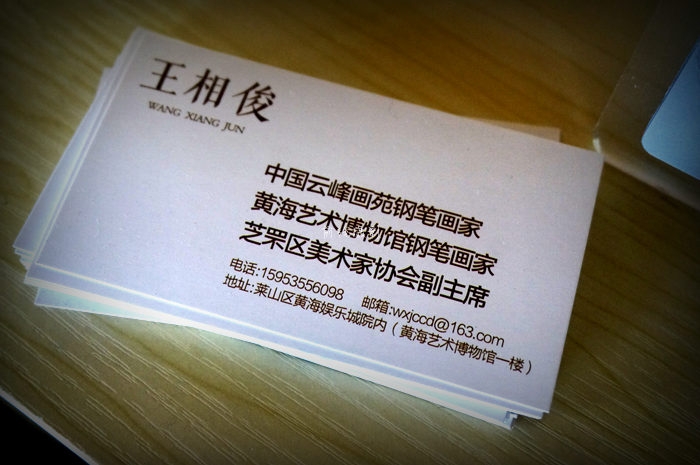 王相俊
WANG XIANG JUN
中国云峰画苑钢笔画家
黄海艺术博物馆钢笔画家
芝罘区美术家协会副主席
电话:15953556098 邮箱:wxjccd@163.com
地址:莱山区黄海娱乐城院内（黄海艺术博物馆一楼）